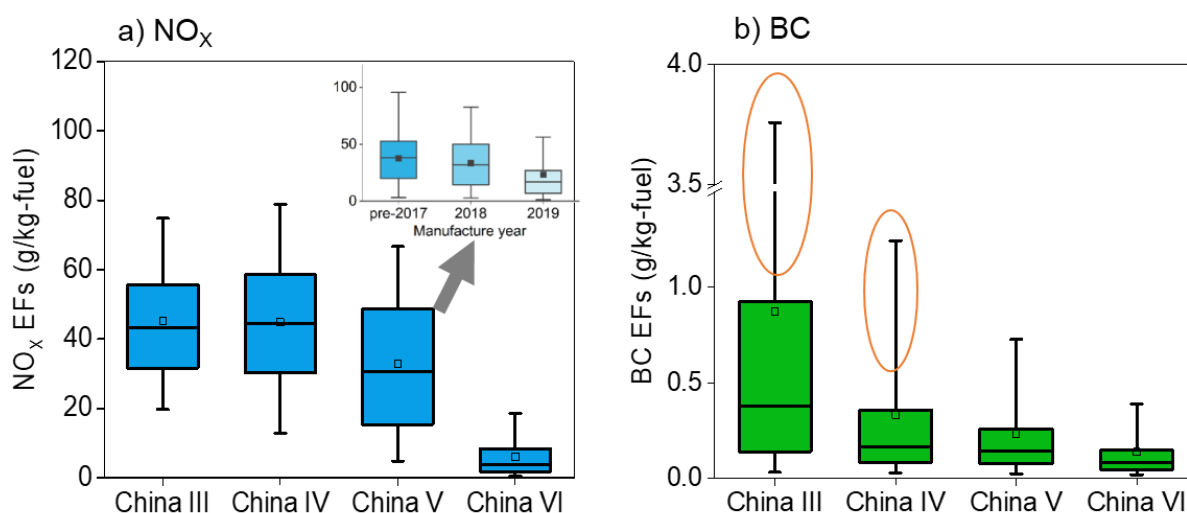 a) NOX
NOX EFs (g/kg-fuel)
120
100
80
60
40
20
0
China III China IV China V China VI
100
50
0
pre-2017 2018 2019
Manufacture year
b) BC
BC EFs (g/kg-fuel)
4.0
3.5
1.0
0.5
0.0
China III China IV China V China VI